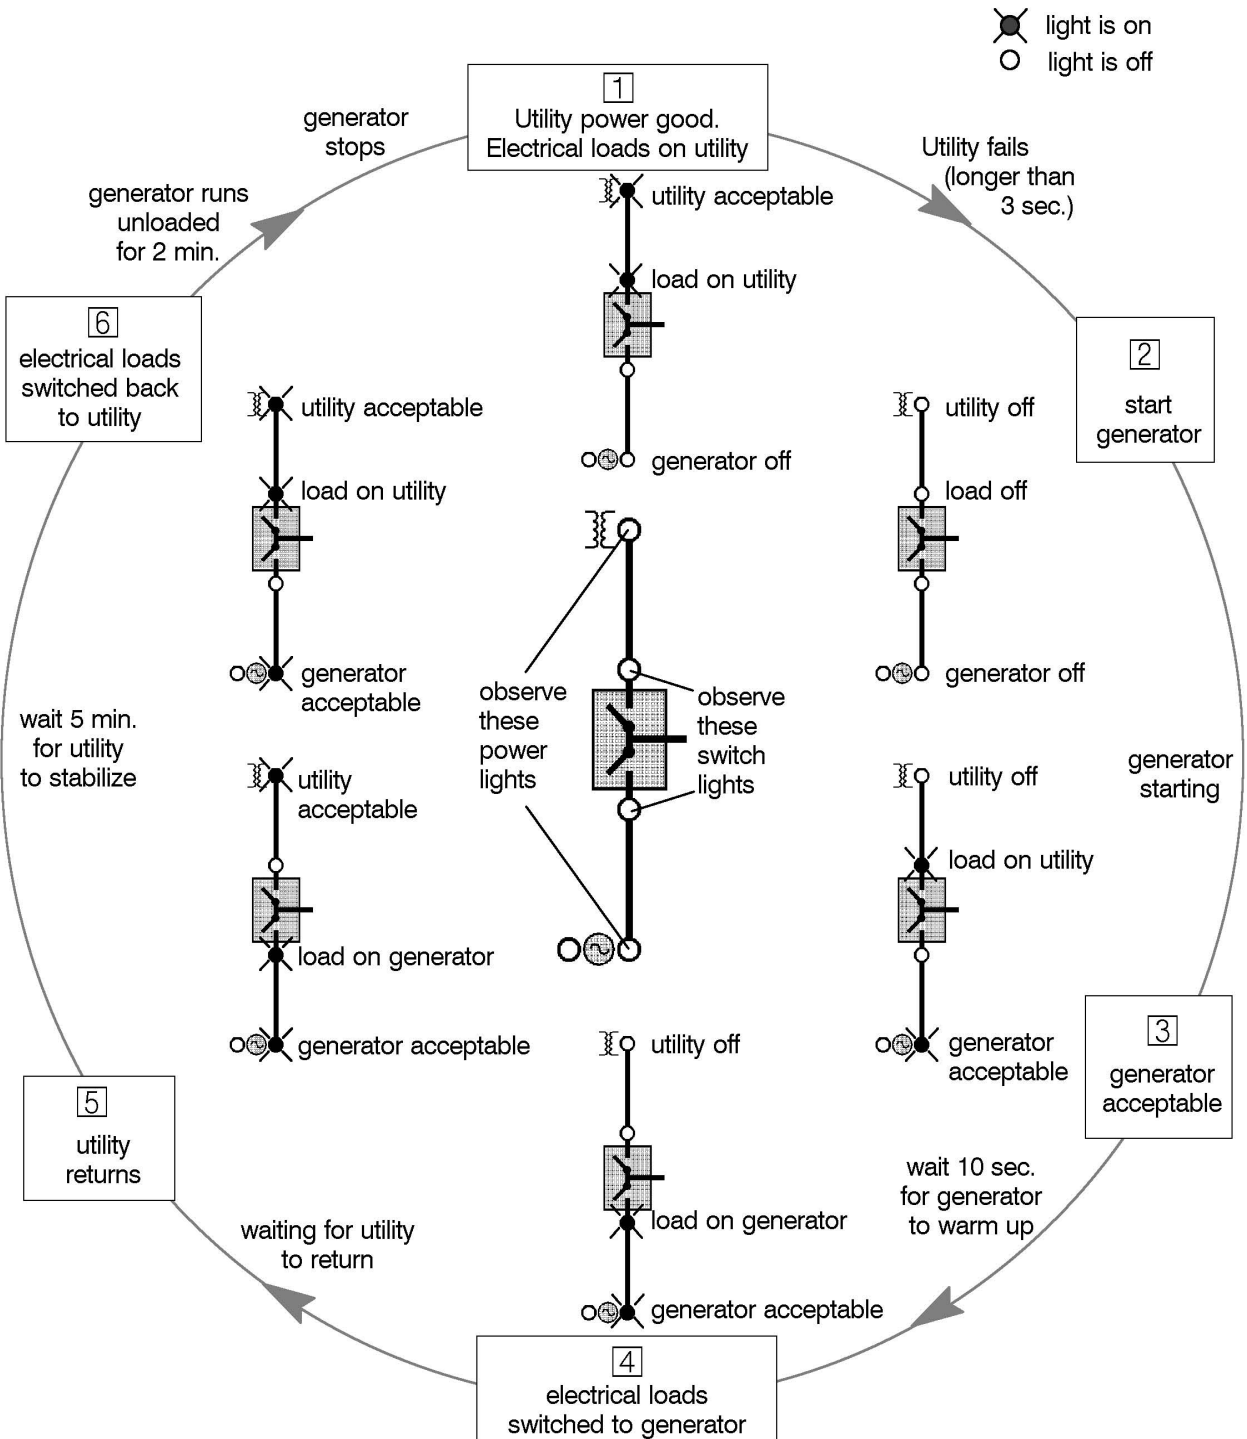 light is on
light is off
1
Utility power good.
Electrical loads on utility
generator
stops
Utility fails
(longer than
3 sec.)
generator runs
unloaded
for 2 min.
utility acceptable
load on utility
generator off
6
electrical loads
switched back
to utility
2
start
generator
utility acceptable
load on utility
generator
acceptable
utility off
load off
generator off
observe
these
power
lights
observe
these
switch
lights
wait 5 min.
for utility
to stabilize
generator
starting
utility
acceptable
load on generator
generator acceptable
utility off
load on utility
generator
acceptable
3
generator
acceptable
utility off
load on generator
generator acceptable
5
utility
returns
wait 10 sec.
for generator
to warm up
waiting for utility
to return
4
electrical loads
switched to generator